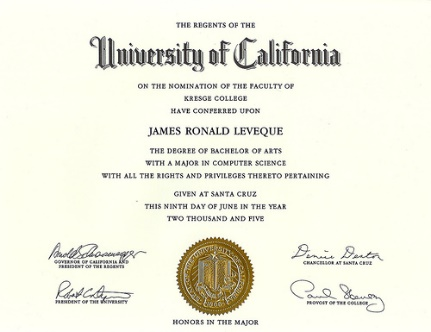 THE REGENTS OF THE
University of California
ON THE NOMINATION OF THE FACULTY OF
KRESGE COLLEGE
HAVE CONFERRED UPON
JAMES RONALD LEVEQUE
THE DEGREE OF BACHELOR OF ARTS
WITH A MAJOR IN COMPUTER SCIENCE
WITH ALL THE RIGHTS AND PRIVILEGES THERETO PERTAINING
GIVEN AT SANTA CRUZ
THIS NINTH DAY OF JUNE IN THE YEAR
TWO THOUSAND AND FIVE
GOVERNOR OF CALIFORNIA AND
PRESIDENT OF THE REGENTS
CHANCELLOR AT SANTA CRUZ
PRESIDENT OF THE UNIVERSITY
PROVOST OF THE COLLEGE
HONORS IN THE MAJOR